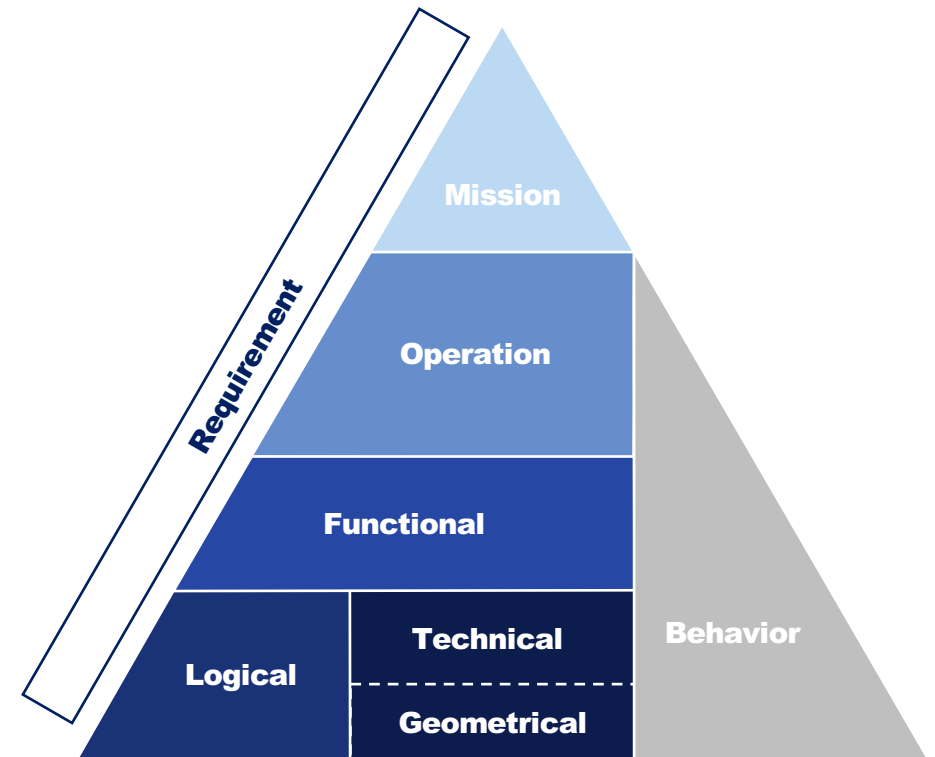 Mission
Requirement
Operation
Functional
Technical
Behavior
Logical
Geometrical